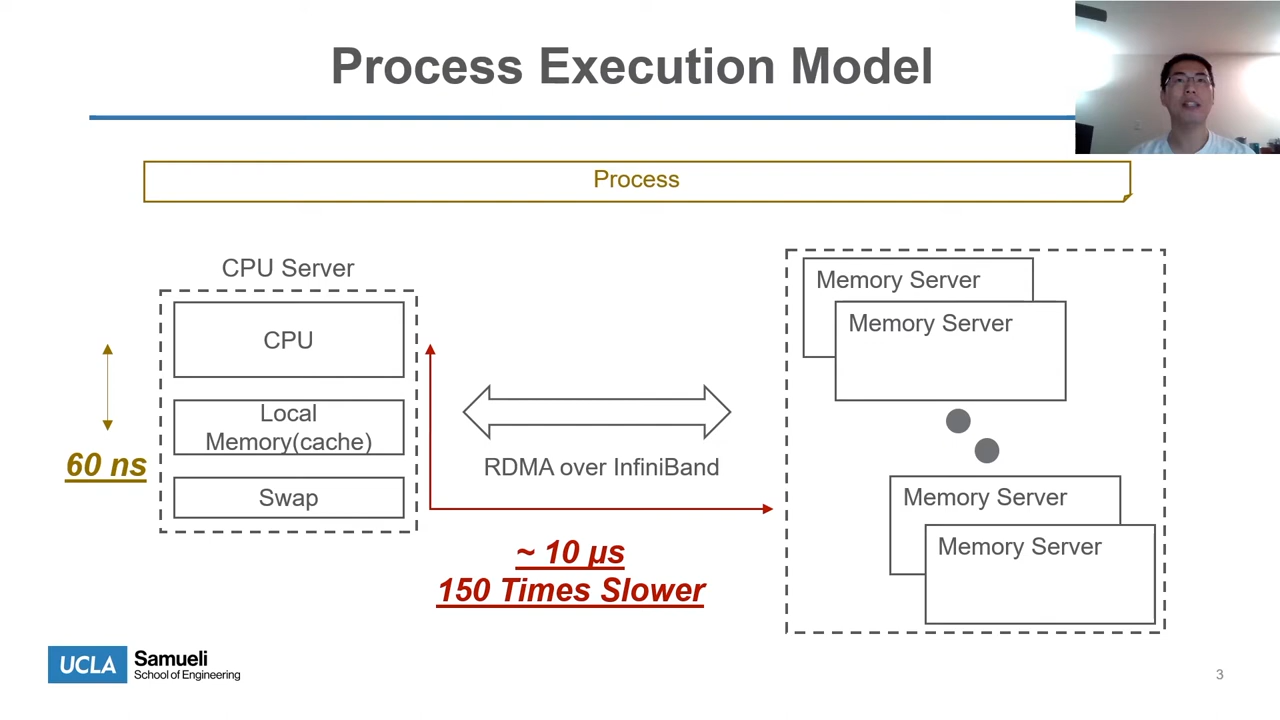 Process Execution Model
Process
CPU Server
CPU
Local
Memory(cache)
Swap
60 ns
RDMA over InfiniBand
~ 10 µs
150 Times Slower
Memory Server
Memory Server
Memory Server
Memory Server
UCLA
Samueli
School of Engineering
3